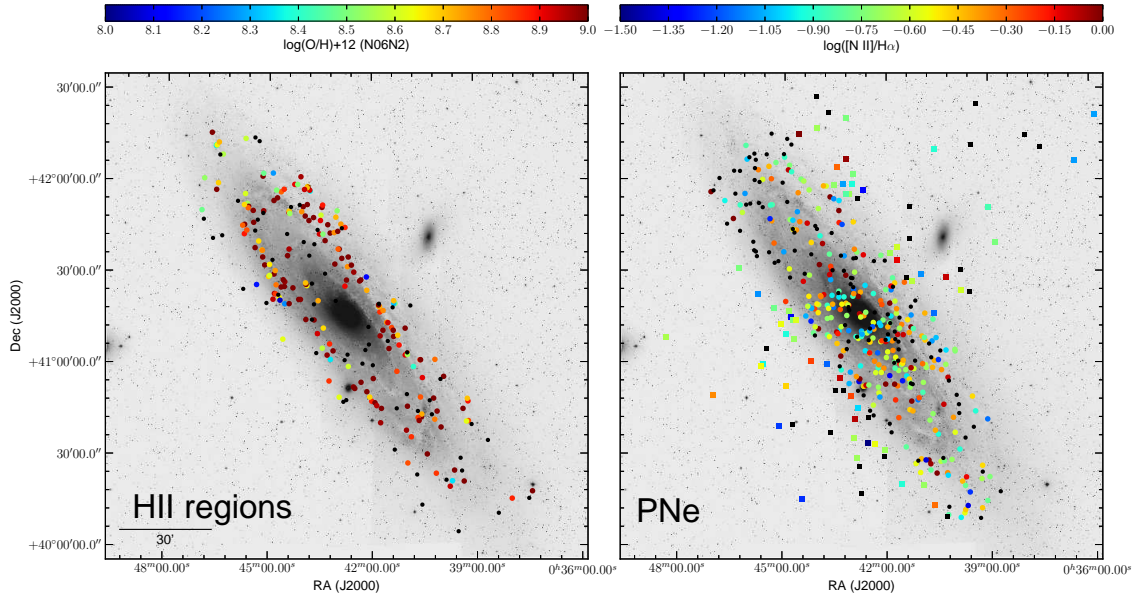 8.0 8.1 8.2 8.3 8.4 8.5 8.6 8.7 8.8 8.9 9.0
log(O/H)+12 (N06N2)
−1.50 −1.35 −1.20 −1.05 −0.90 −0.75 −0.60 −0.45 −0.30 −0.15 0.00
log([N II]/Hα)
30′00.0″
+42°00′00.0″
30′00.0″
+41°00′00.0″
30′00.0″
+40°00′00.0″
Dec (J2000)
HII regions
30'
PNe
48ᵐ00.00ˢ 45ᵐ00.00ˢ 42ᵐ00.00ˢ 39ᵐ00.00ˢ 0ʰ36ᵐ00.00ˢ
RA (J2000)
48ᵐ00.00ˢ 45ᵐ00.00ˢ 42ᵐ00.00ˢ 39ᵐ00.00ˢ 0ʰ36ᵐ00.00ˢ
RA (J2000)